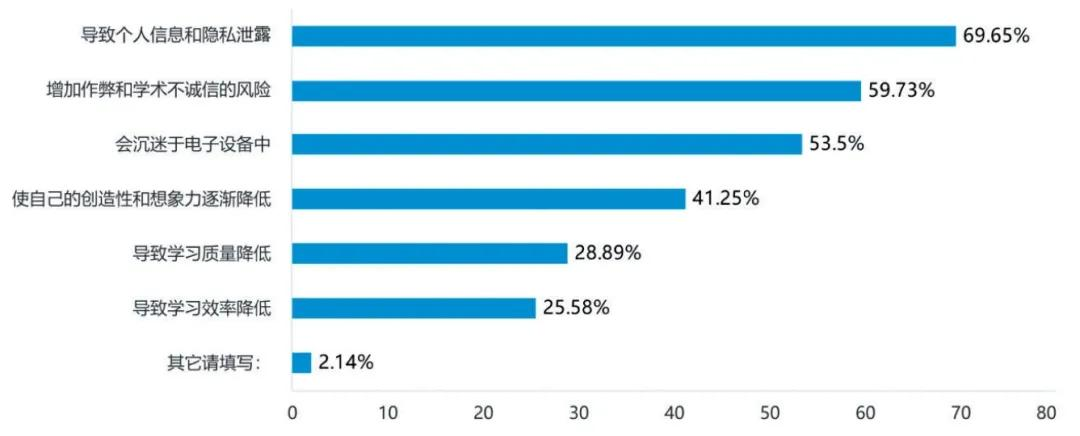 导致个人信息和隐私泄露 69.65%
增加作弊和学术不诚信的风险 59.73%
会沉迷于电子设备中 53.5%
使自己的创造性和想象力逐渐降低 41.25%
导致学习质量降低 28.89%
导致学习效率降低 25.58%
其它请填写： 2.14%
0 10 20 30 40 50 60 70 80